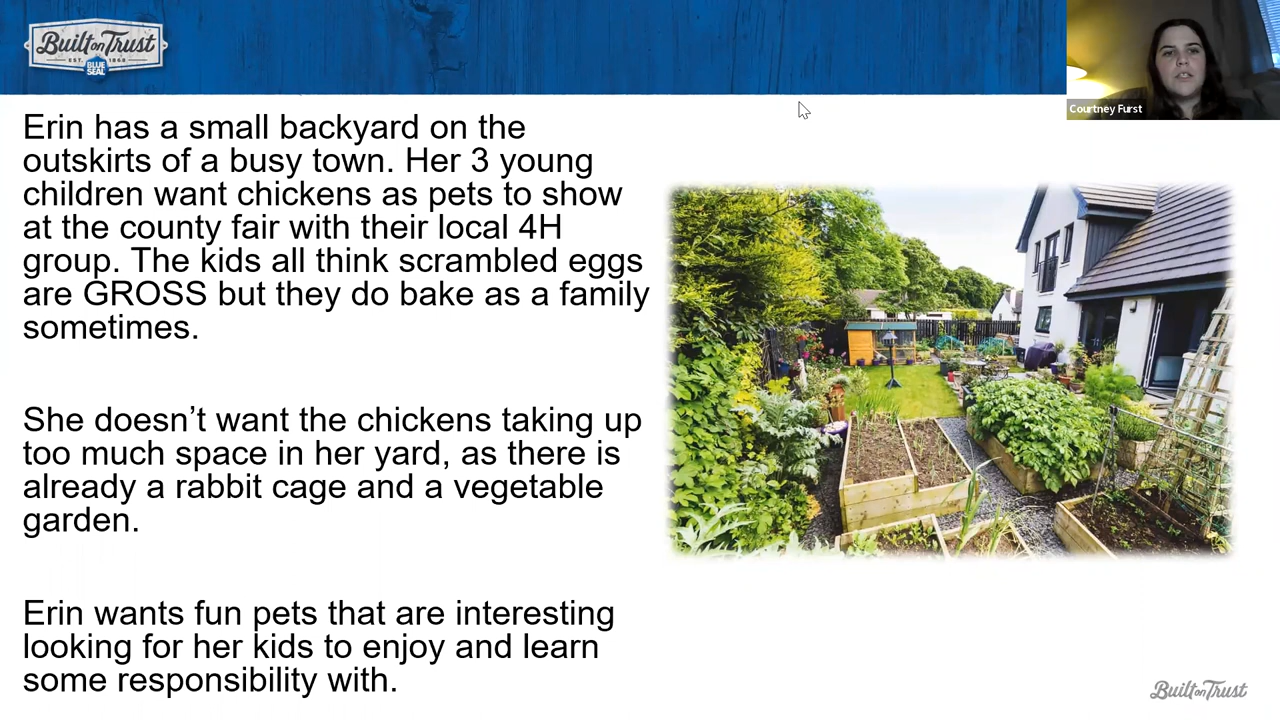 Built on Trust
EST. 1868
BLUE
SEAL
Courtney Furst
Erin has a small backyard on the
outskirts of a busy town. Her 3 young
children want chickens as pets to show
at the county fair with their local 4H
group. The kids all think scrambled eggs
are GROSS but they do bake as a family
sometimes.
She doesn’t want the chickens taking up
too much space in her yard, as there is
already a rabbit cage and a vegetable
garden.
Erin wants fun pets that are interesting
looking for her kids to enjoy and learn
some responsibility with.
Built on Trust